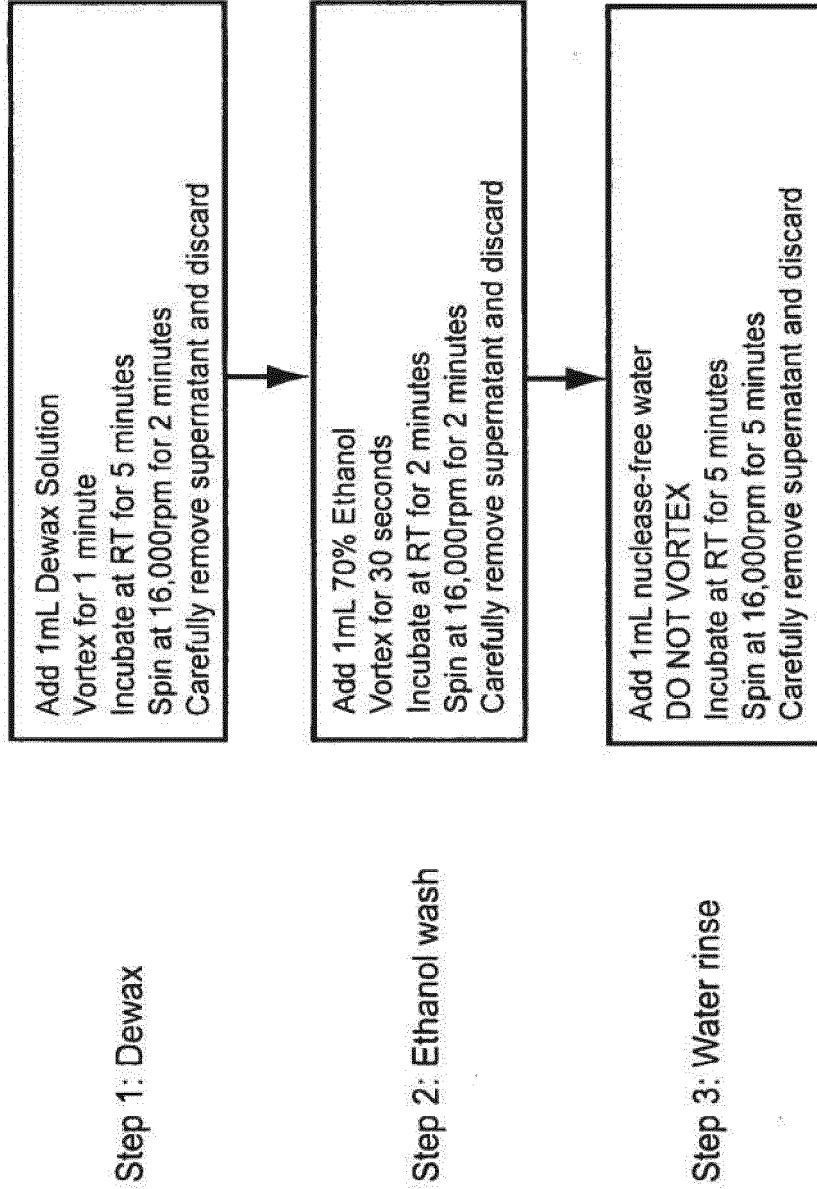 Step 1: Dewax
Add 1mL Dewax Solution
Vortex for 1 minute
Incubate at RT for 5 minutes
Spin at 16,000rpm for 2 minutes
Carefully remove supernatant and discard
Step 2: Ethanol wash
Add 1mL 70% Ethanol
Vortex for 30 seconds
Incubate at RT for 2 minutes
Spin at 16,000rpm for 2 minutes
Carefully remove supernatant and discard
Step 3: Water rinse
Add 1mL nuclease-free water
DO NOT VORTEX
Incubate at RT for 5 minutes
Spin at 16,000rpm for 5 minutes
Carefully remove supernatant and discard